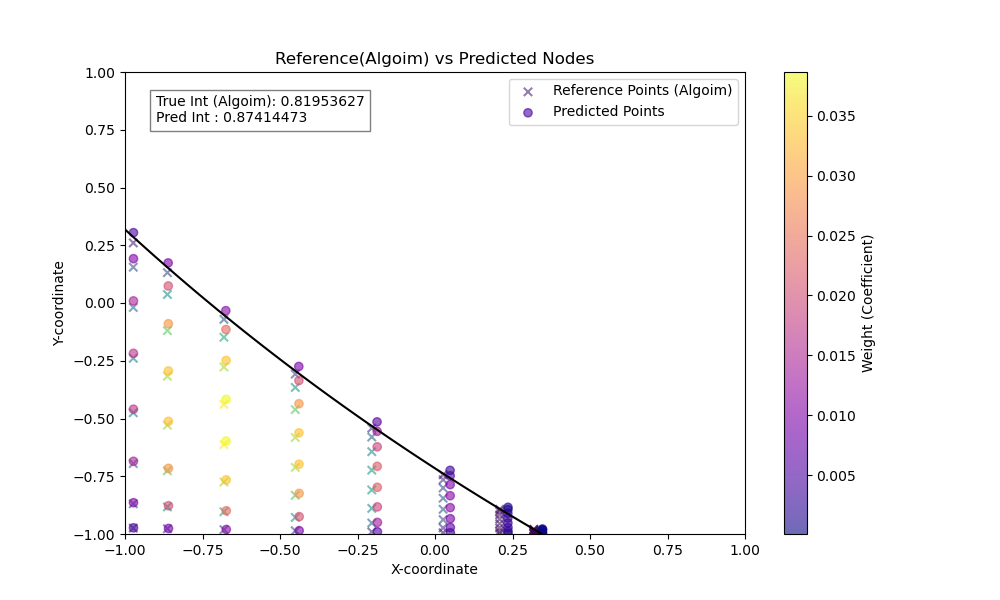 Reference(Algoim) vs Predicted Nodes
True Int (Algoim): 0.81953627
Pred Int : 0.87414473
Reference Points (Algoim)
Predicted Points
1.00
0.75
0.50
0.25
0.00
−0.25
−0.50
−0.75
−1.00
Y-coordinate
−1.00 −0.75 −0.50 −0.25 0.00 0.25 0.50 0.75 1.00
X-coordinate
0.035
0.030
0.025
0.020
0.015
0.010
0.005
Weight (Coefficient)